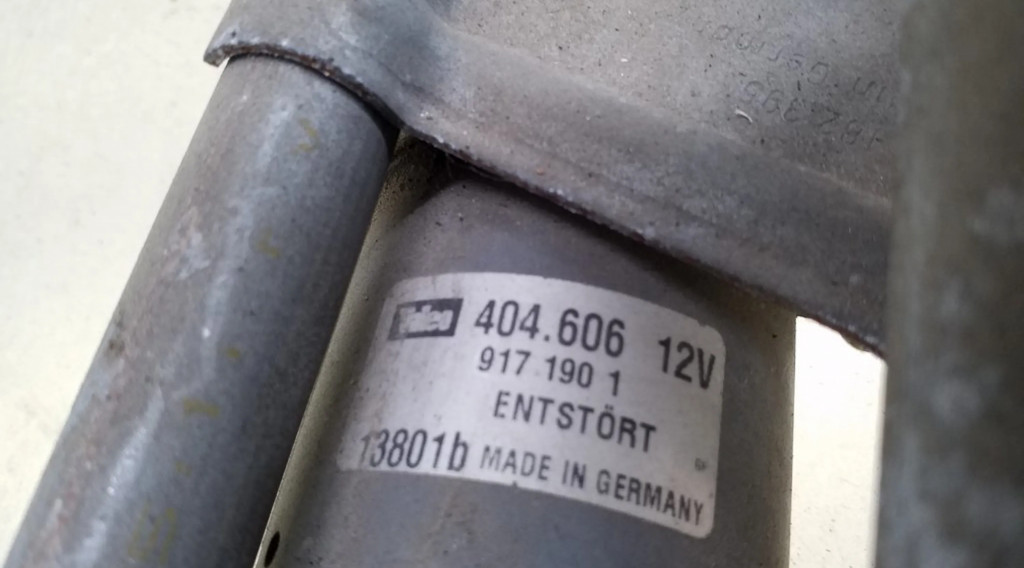 Valeo 404.606 12V
917 190 1
ENTSTÖRT
13801b MADE IN GERMANY